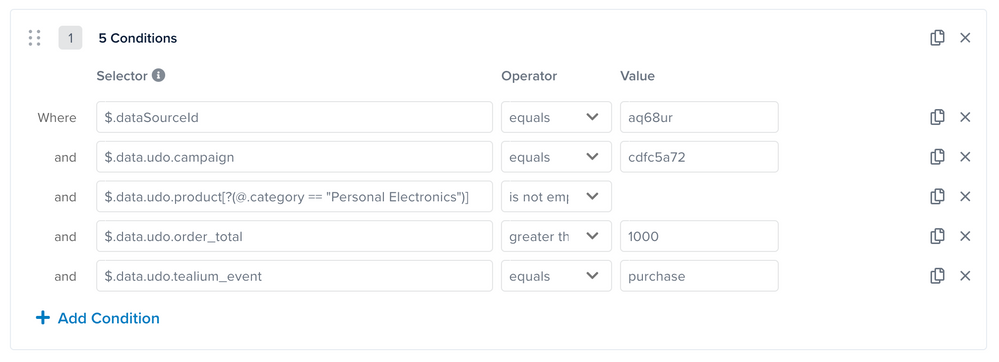 1 5 Conditions
Selector Operator Value
Where $.dataSourceId equals aq68ur
and $.data.udo.campaign equals cdfc5a72
and $.data.udo.product[?(@.category == "Personal Electronics")] is not emp
and $.data.udo.order_total greater th 1000
and $.data.udo.tealium_event equals purchase
+ Add Condition